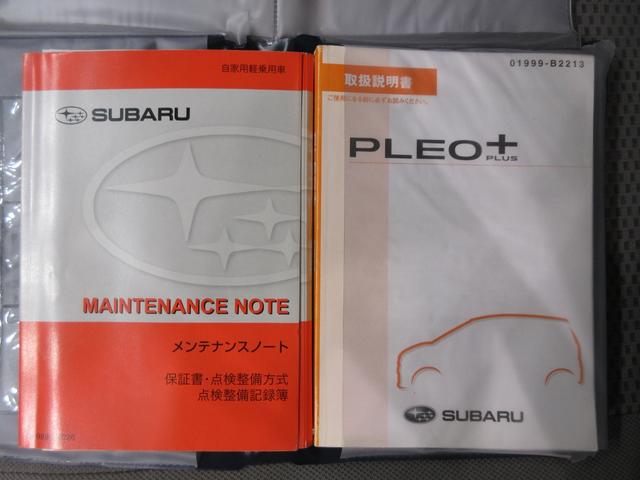 自家用軽乗用車
SUBARU
MAINTENANCE NOTE
メンテナンスノート
保証書・点検整備方式
点検整備記録簿
01999-B2213
取扱説明書
ご使用になる前に必ずお読みください。
PLEO+
PLUS
SUBARU